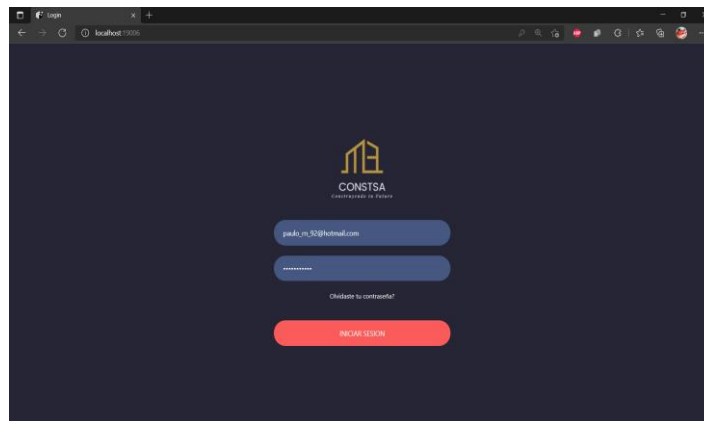 Login
localhost:19006
CONSTSA
Construyendo tu Futuro
paulo_m_92@hotmail.com
•••••••••••
Olvidaste tu contraseña?
INICIAR SESION